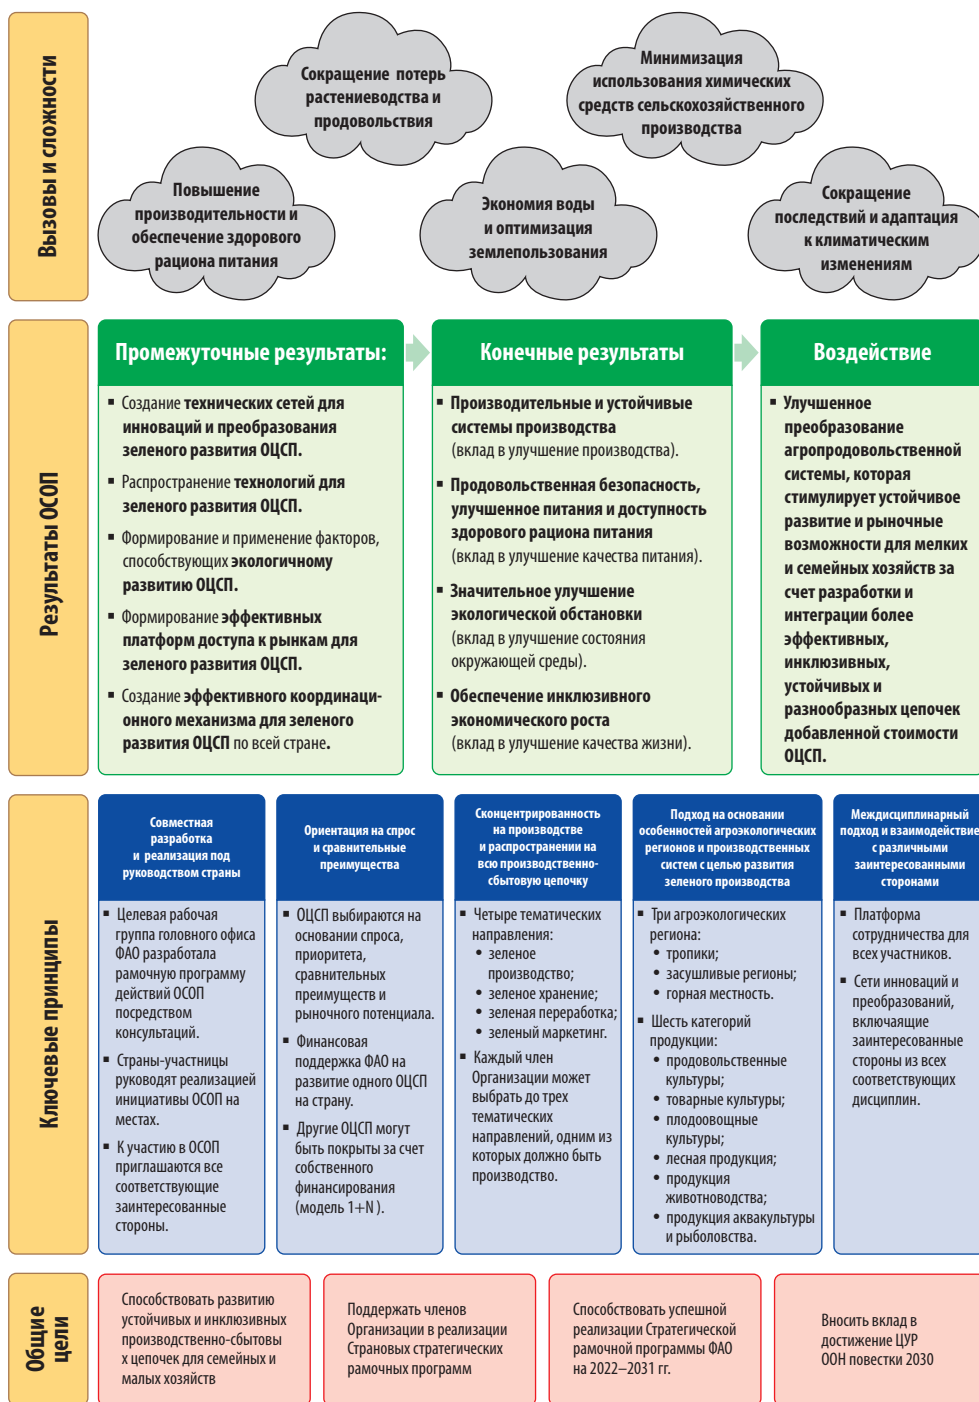 Вызовы и сложности
Сокращение потерь
растениеводства и
продовольствия
Минимизация
использования химических
средств сельскохозяйственного
производства
Повышение
производительности и
обеспечение здорового
рациона питания
Экономия воды
и оптимизация
землепользования
Сокращение
последствий и адаптация
к климатическим
изменениям
Результаты ОСОП
Промежуточные результаты:
▪ Создание технических сетей для
инноваций и преобразования
зеленого развития ОЦСП.
▪ Распространение технологий для
зеленого развития ОЦСП.
▪ Формирование и применение факторов,
способствующих экологичному
развитию ОЦСП.
▪ Формирование эффективных
платформ доступа к рынкам для
зеленого развития ОЦСП.
▪ Создание эффективного координаци-
онного механизма для зеленого
развития ОЦСП по всей стране.
Конечные результаты
▪ Производительные и устойчивые
системы производства
(вклад в улучшение производства).
▪ Продовольственная безопасность,
улучшенное питания и доступность
здорового рациона питания
(вклад в улучшение качества питания).
▪ Значительное улучшение
экологической обстановки
(вклад в улучшение состояния
окружающей среды).
▪ Обеспечение инклюзивного
экономического роста
(вклад в улучшение качества жизни).
Воздействие
▪ Улучшенное
преобразование
агропродовольственной
системы, которая
стимулирует устойчивое
развитие и рыночные
возможности для мелких
и семейных хозяйств за
счет разработки и
интеграции более
эффективных,
инклюзивных,
устойчивых и
разнообразных цепочек
добавленной стоимости
ОЦСП.
Ключевые принципы
Совместная
разработка
и реализация под
руководством страны
▪ Целевая рабочая
группа головного офиса
ФАО разработала
рамочную программу
действий ОСОП
посредством
консультаций.
▪ Страны-участницы
руководят реализацией
инициативы ОСОП на
местах.
▪ К участию в ОСОП
приглашаются все
соответствующие
заинтересованные
стороны.
Ориентация на спрос
и сравнительные
преимущества
▪ ОЦСП выбираются на
основании спроса,
приоритета,
сравнительных
преимуществ и
рыночного потенциала.
▪ Финансовая
поддержка ФАО на
развитие одного ОЦСП
на страну.
▪ Другие ОЦСП могут
быть покрыты за счет
собственного
финансирования
(модель 1+N ).
Сконцентрированность
на производстве
и распространении на
всю производственно-
сбытовую цепочку
▪ Четыре тематических
направления:
• зеленое
производство;
• зеленое хранение;
• зеленая переработка;
• зеленый маркетинг.
▪ Каждый член
Организации может
выбрать до трех
тематических
направлений, одним из
которых должно быть
производство.
Подход на основании
особенностей агроэкологических
регионов и производственных
систем с целью развития
зеленого производства
▪ Три агроэкологических
региона:
• тропики;
• засушливые регионы;
• горная местность.
▪ Шесть категорий
продукции:
• продовольственные
культуры;
• товарные культуры;
• плодоовощные
культуры;
• лесная продукция;
• продукция
животноводства;
• продукция аквакультуры
и рыболовства.
Междисциплинарный
подход и взаимодействие
с различными
заинтересованными
сторонами
▪ Платформа
сотрудничества для
всех участников.
▪ Сети инноваций и
преобразований,
включаящие
заинтересованные
стороны из всех
соответствующих
дисциплин.
Общие
цели
Способствовать развитию
устойчивых и инклюзивных
производственно-сбытовы
х цепочек для семейных и
малых хозяйств
Поддержать членов
Организации в реализации
Страновых стратегических
рамочных программ
Способствовать успешной
реализации Стратегической
рамочной программы ФАО
на 2022–2031 гг.
Вносить вклад в
достижение ЦУР
ООН повестки 2030